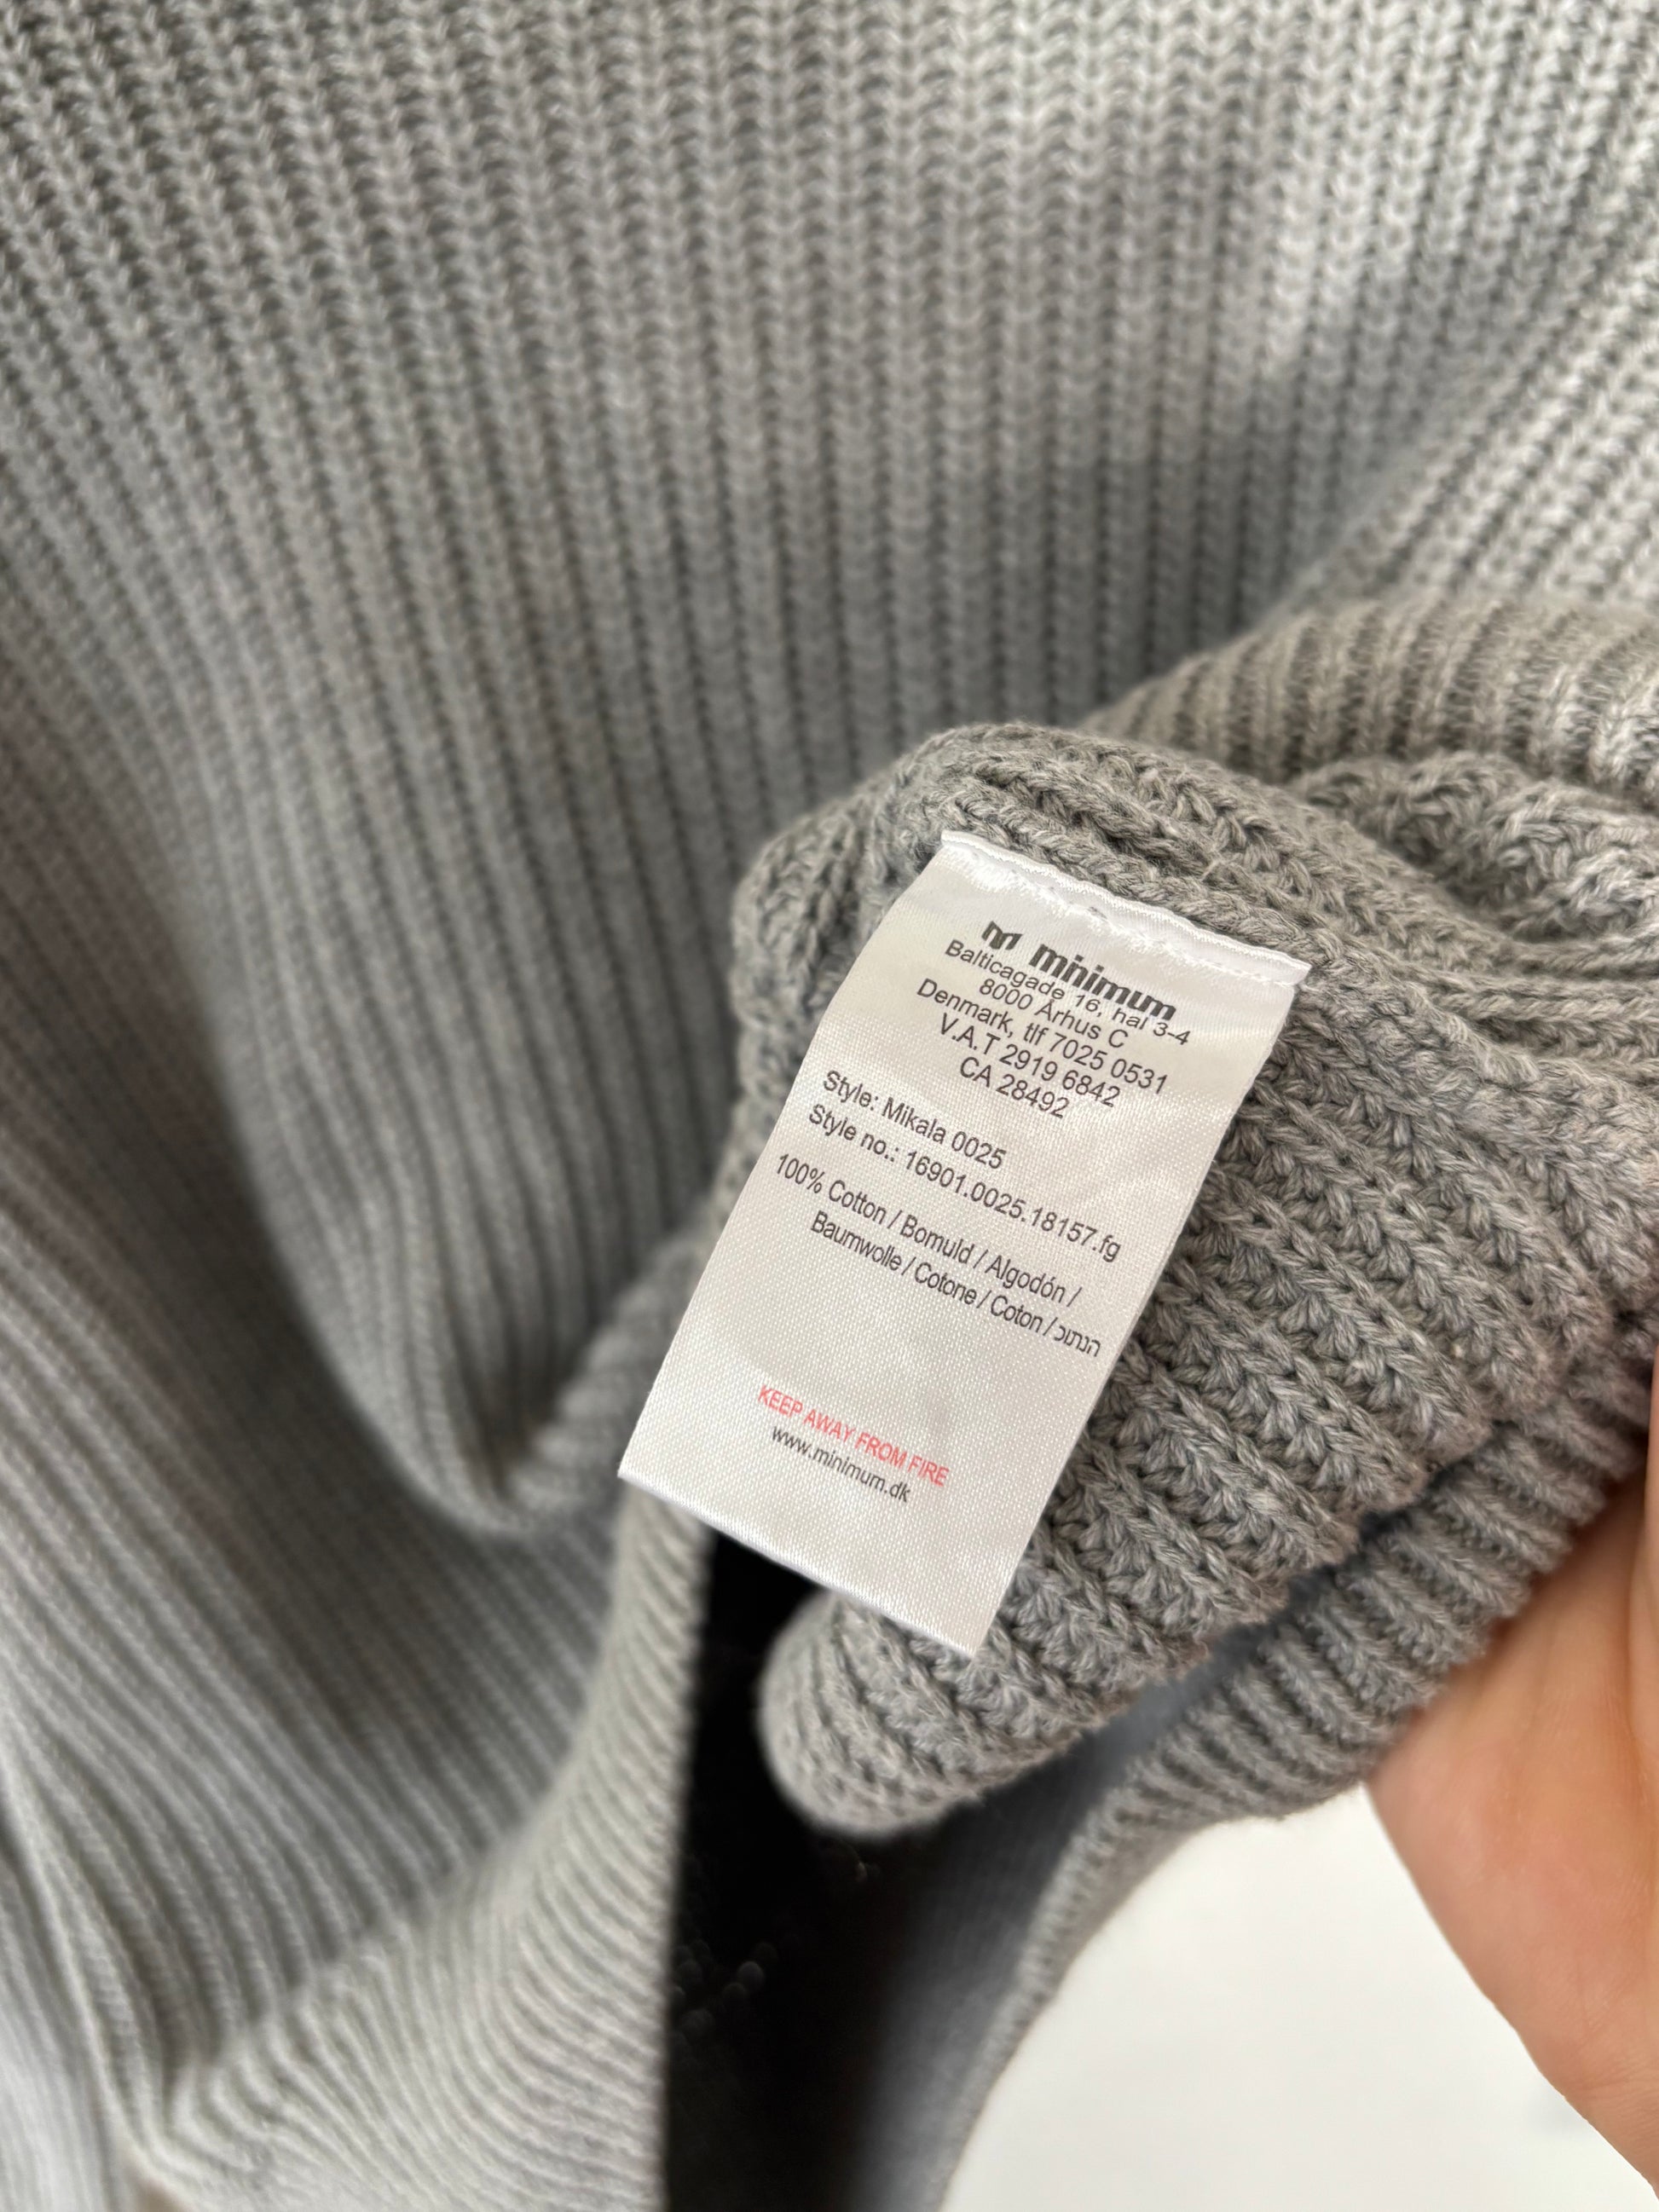 minimum
Balticagade 16, hal 3-4
8000 Århus C
Denmark, tlf 7025 0531
V.A.T 2919 6842
CA 28492
Style: Mikala 0025
Style no.: 16901.0025.18157.fg
100% Cotton / Bomuld / Algodón /
Baumwolle / Cotone / Coton / הנתוכ
KEEP AWAY FROM FIRE
www.minimum.dk